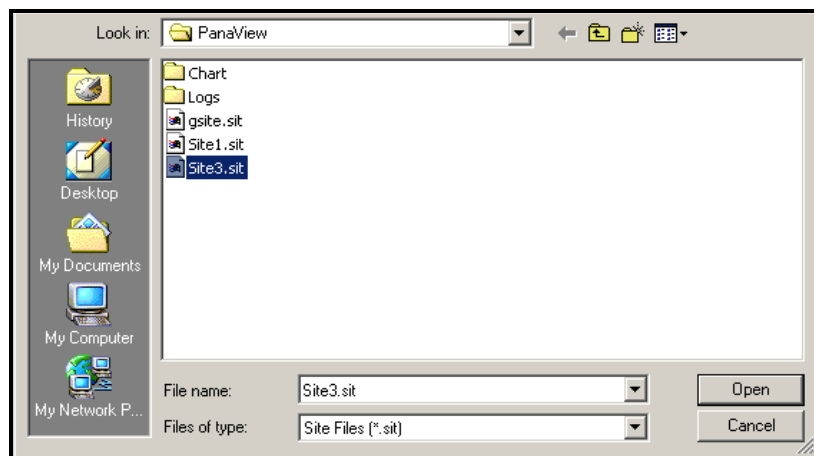 Look in:
PanaView
History
Desktop
My Documents
My Computer
My Network P...
Chart
Logs
gsite.sit
Site1.sit
Site3.sit
File name:
Site3.sit
Open
Files of type:
Site Files (*.sit)
Cancel